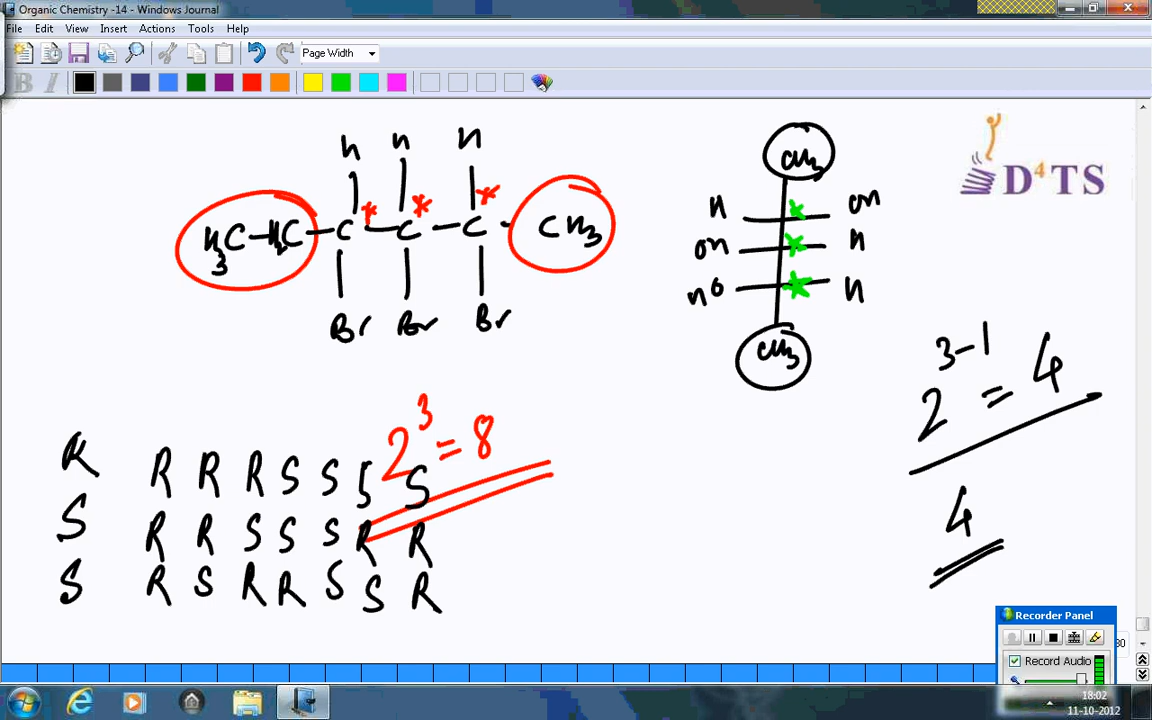 Organic Chemistry -14 - Windows Journal
File Edit View Insert Actions Tools Help
Page Width
B I
H H H
* * *
H3C-H2C-C-C-C-CH3
Br Br Br
CH3
H OH
OH H
HO H
CH3
D4TS
2^3-1 = 4
4
2^3 = 8
R R R R S S S S
S R R S S S R R
S R S R R S S R
Recorder Panel
Record Audio
80
18:02
11-10-2012